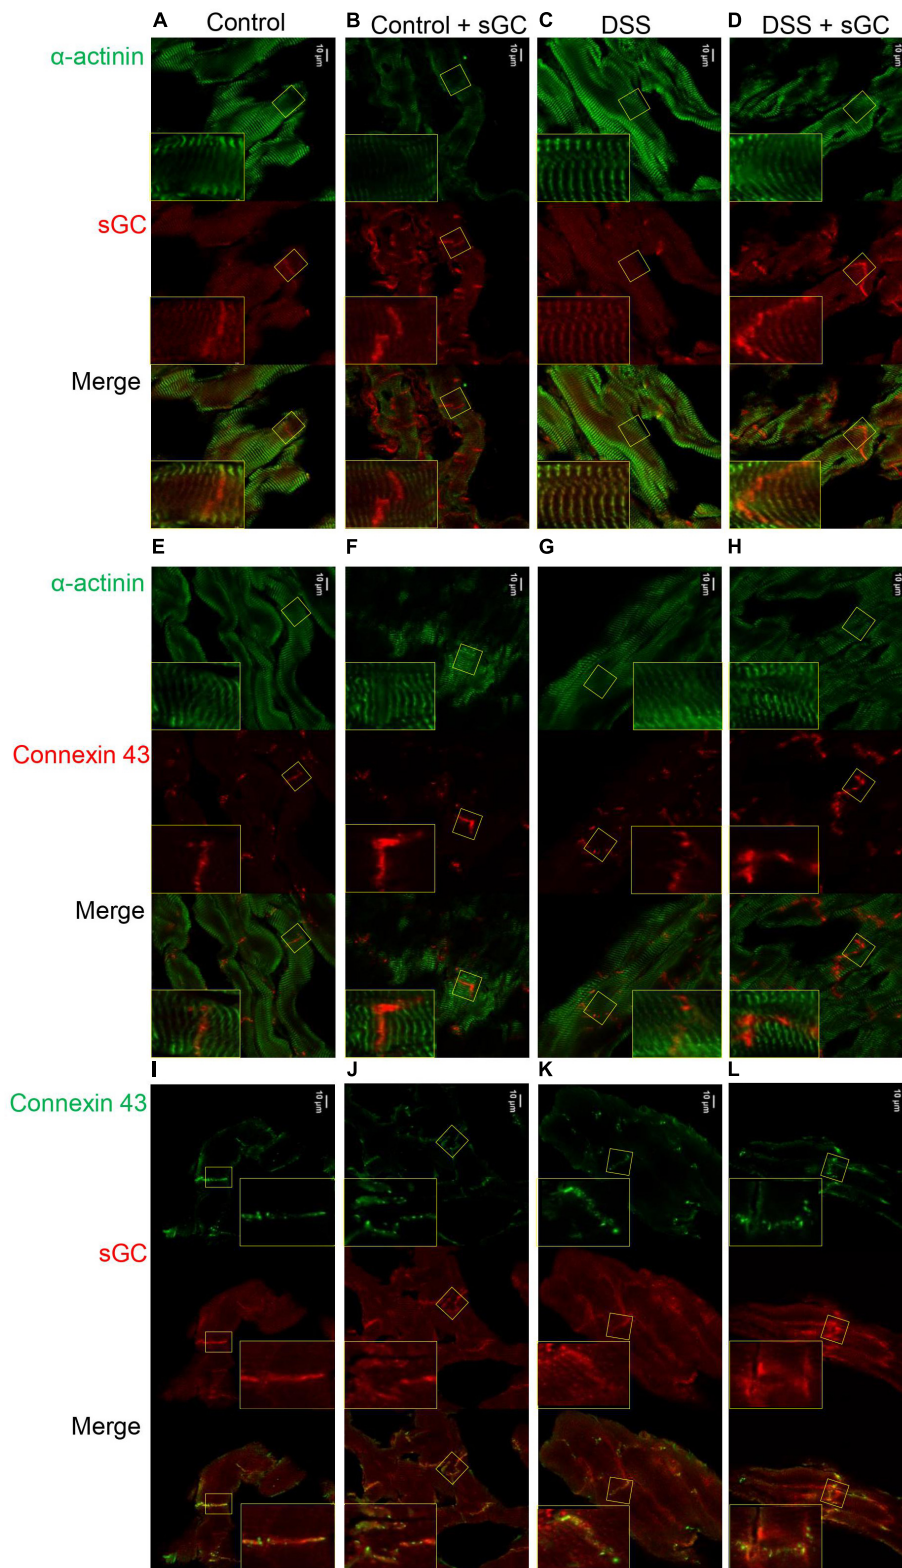 A Control B Control + sGC C DSS D DSS + sGC
α-actinin 10 µm 10 µm 10 µm 10 µm
sGC
Merge
E F G H
α-actinin 10 µm 10 µm 10 µm 10 µm
Connexin 43
Merge
I J K L
Connexin 43 10 µm 10 µm 10 µm 10 µm
sGC
Merge